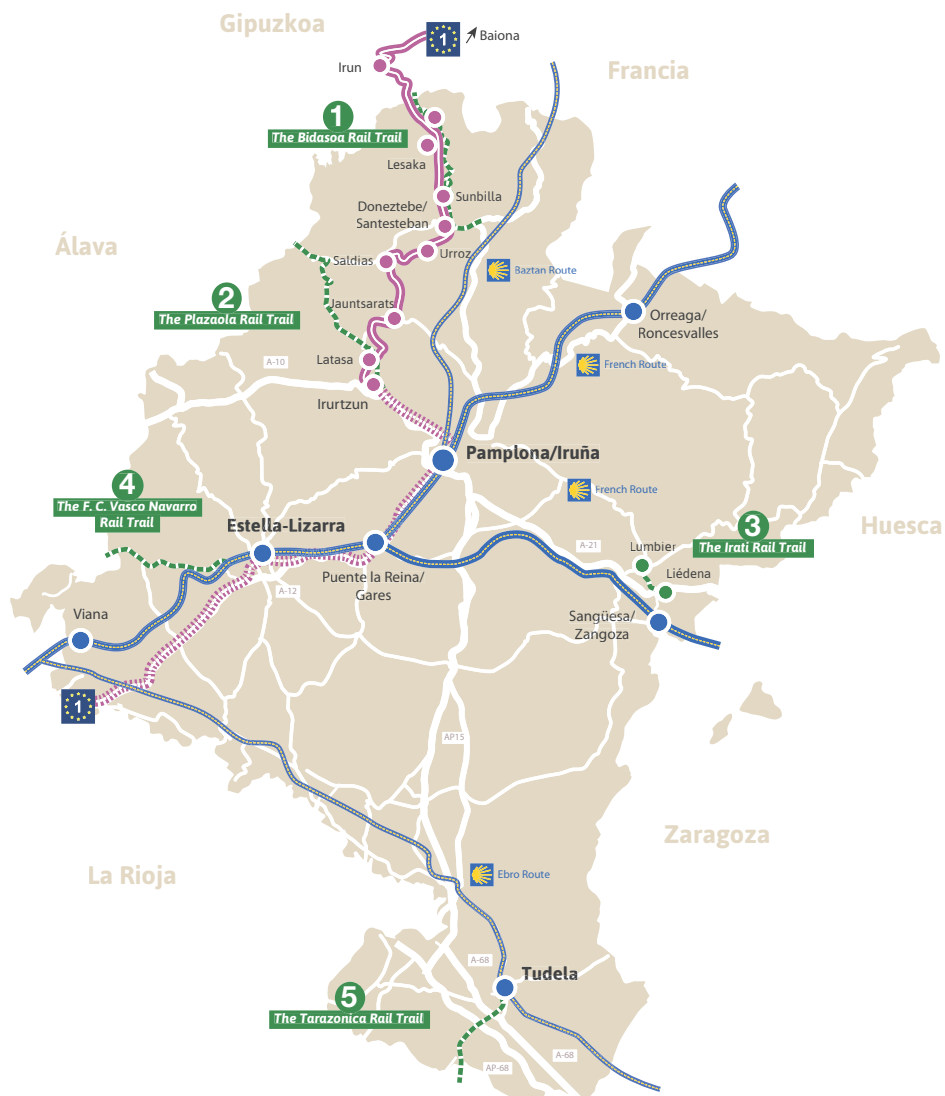 Gipuzkoa
1
Baiona
Irun
Francia
1
The Bidasoa Rail Trail
Lesaka
Sunbilla
Doneztebe/
Santesteban
Urroz
Álava
Saldias
Baztan Route
2
The Plazaola Rail Trail
Jauntsarats
Orreaga/
Roncesvalles
Latasa
A-10
French Route
Irurtzun
Pamplona/Iruña
4
The F. C. Vasco Navarro
Rail Trail
French Route
Estella-Lizarra
Huesca
3
The Irati Rail Trail
A-21
Lumbier
Liédena
Puente la Reina/
Gares
A-12
Viana
Sangüesa/
Zangoza
1
AP15
Zaragoza
La Rioja
Ebro Route
A-68
Tudela
5
The Tarazonica Rail Trail
A-68
AP-68